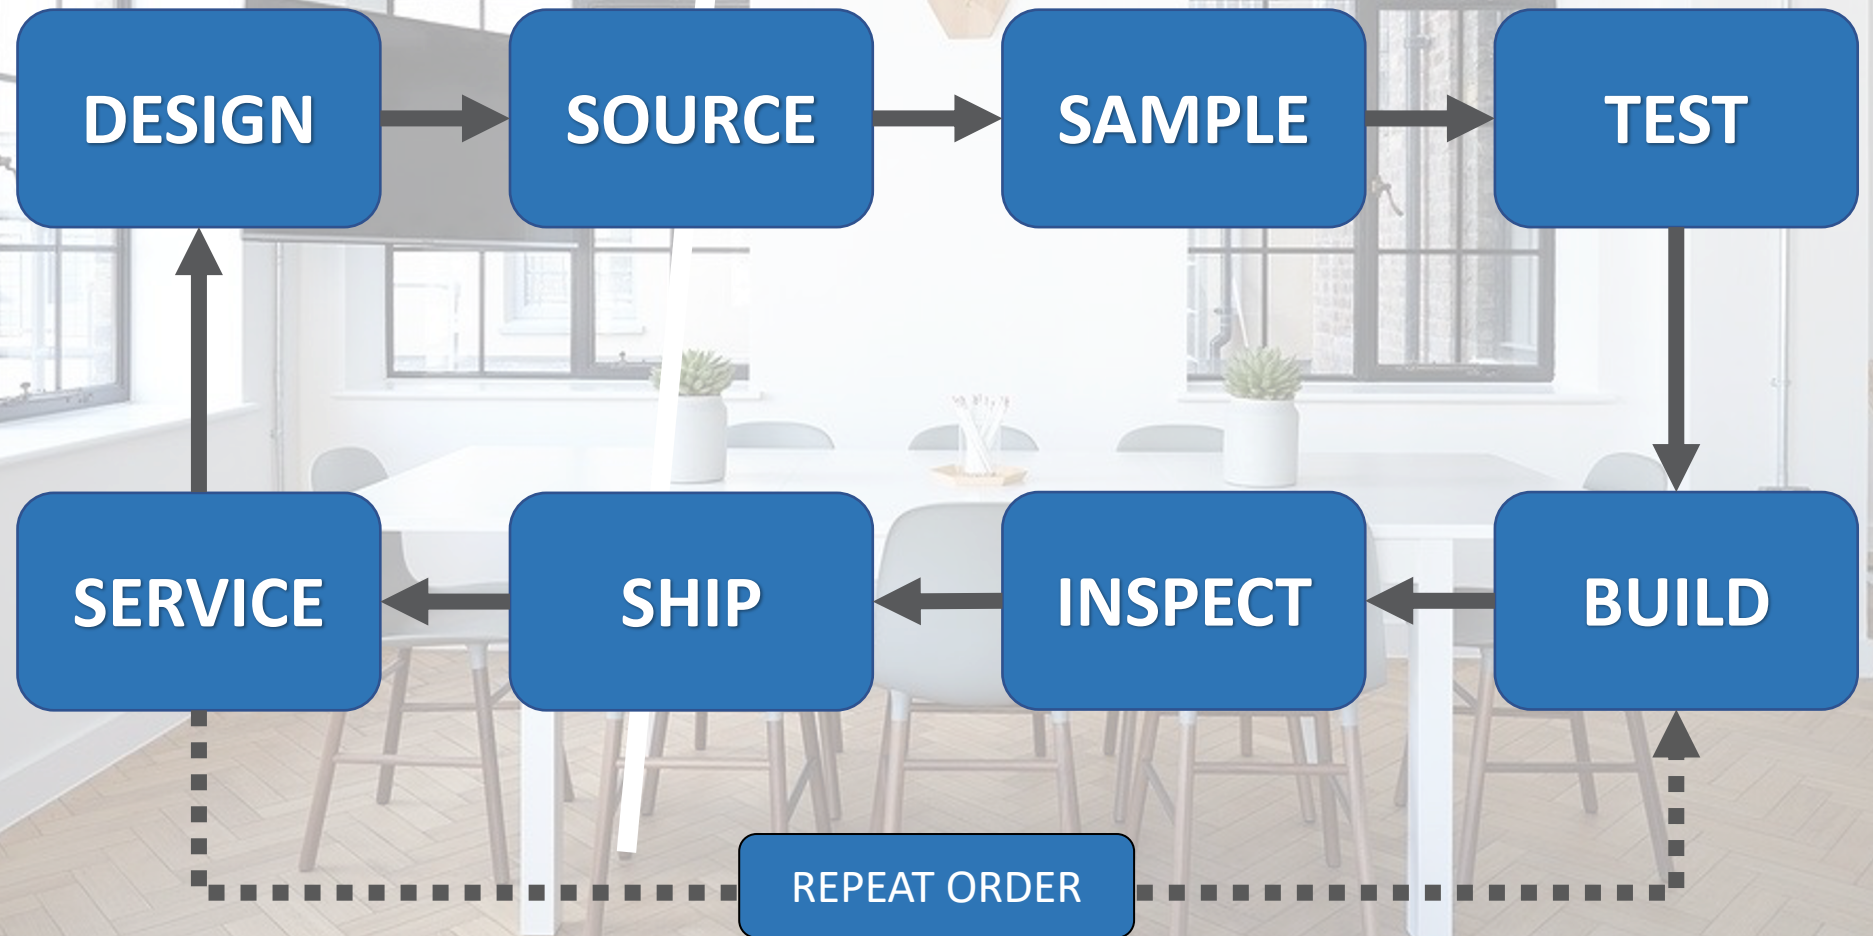 DESIGN
SOURCE
SAMPLE
TEST
SERVICE
SHIP
INSPECT
BUILD
REPEAT ORDER